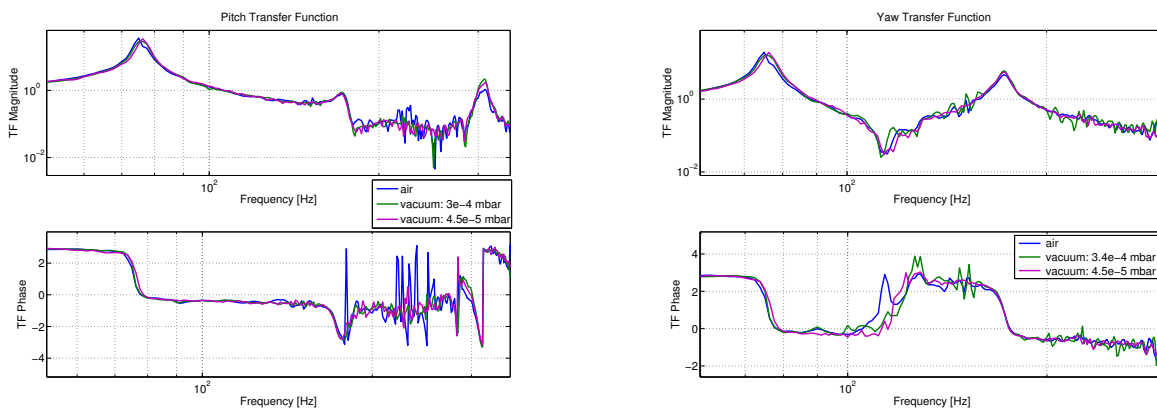 Pitch Transfer Function
TF Magnitude
10^0
10^-2
10^2
Frequency [Hz]
air
vacuum: 3e−4 mbar
vacuum: 4.5e−5 mbar
TF Phase
2
0
−2
−4
10^2
Frequency [Hz]
Yaw Transfer Function
TF Magnitude
10^0
10^-2
10^2
Frequency [Hz]
air
vacuum: 3.4e−4 mbar
vacuum: 4.5e−5 mbar
TF Phase
4
2
0
−2
10^2
Frequency [Hz]